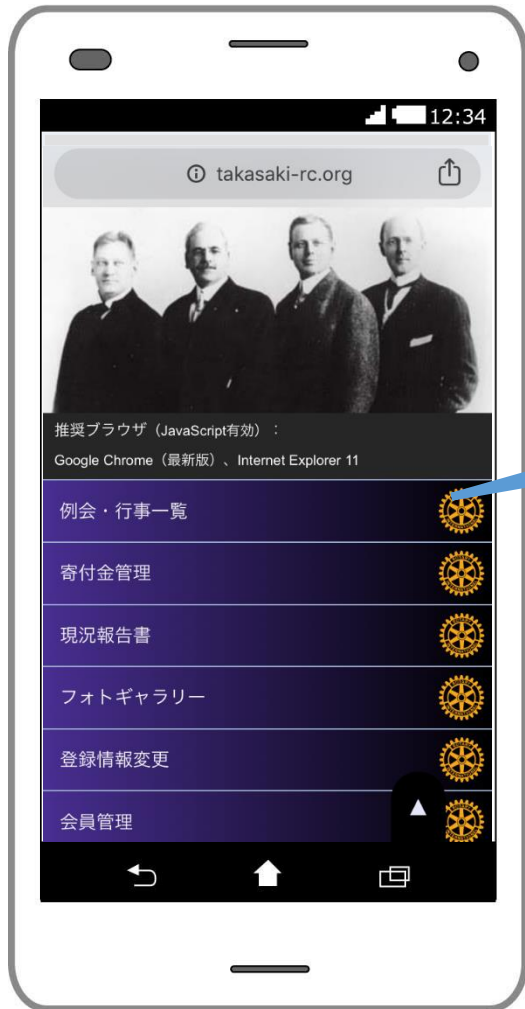 12:34
takasaki-rc.org
推奨ブラウザ（JavaScript有効）：
Google Chrome（最新版）、Internet Explorer 11
例会・行事一覧
寄付金管理
現況報告書
フォトギャラリー
登録情報変更
会員管理